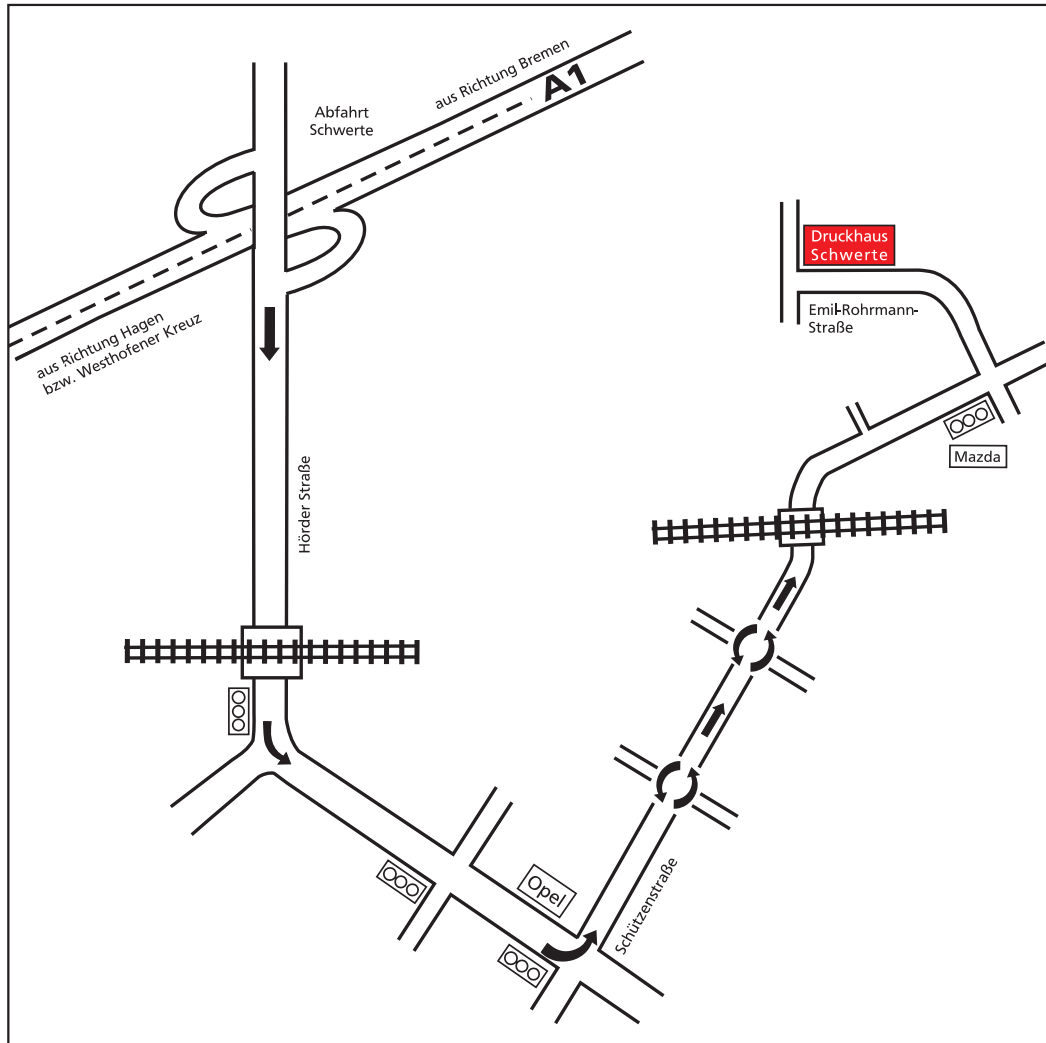 aus Richtung Bremen
A1
Abfahrt
Schwerte
aus Richtung Hagen
bzw. Westhofener Kreuz
Druckhaus
Schwerte
Emil-Rohrmann-
Straße
Mazda
Hörder Straße
Opel
Schützenstraße